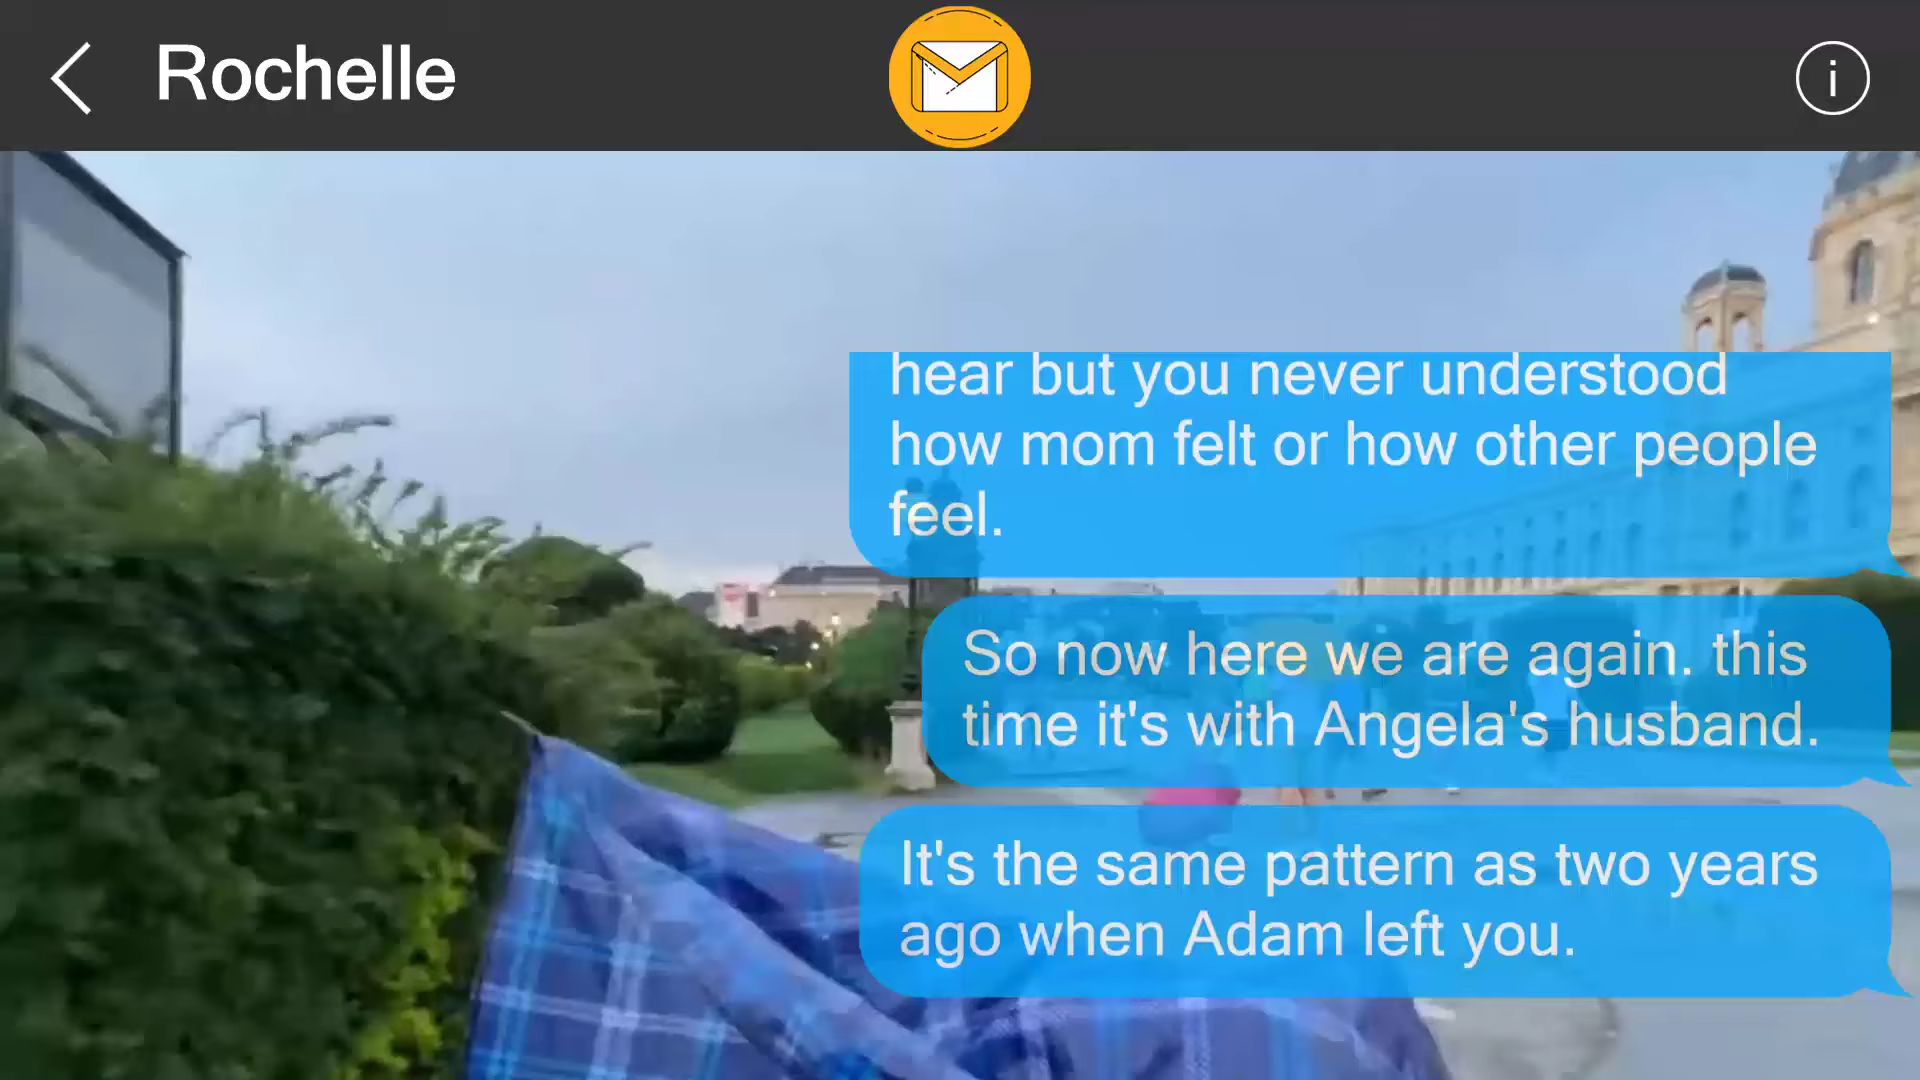 Rochelle
hear but you never understood
how mom felt or how other people
feel.
So now here we are again. this
time it's with Angela's husband.
It's the same pattern as two years
ago when Adam left you.